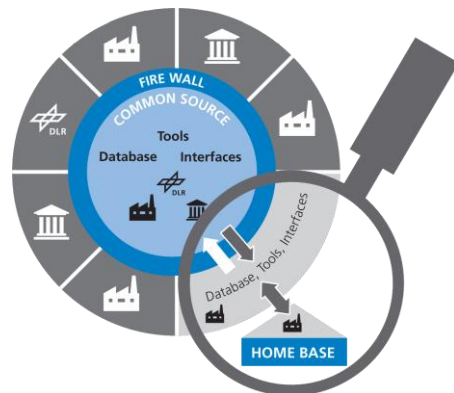 FIRE WALL
COMMON SOURCE
Tools
Database Interfaces
DLR
DLR
Database, Tools, Interfaces
HOME BASE